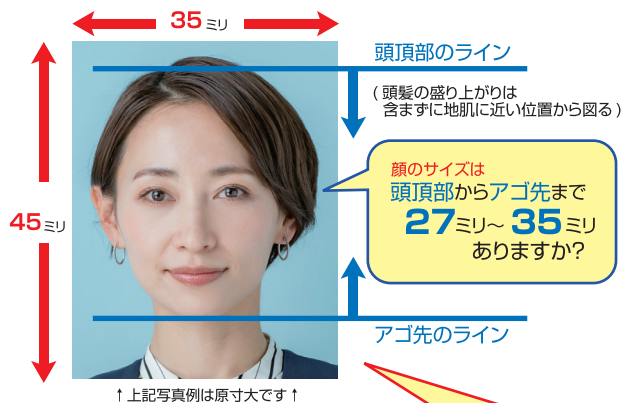 35ミリ
頭頂部のライン
(頭髪の盛り上がりは
含まずに地肌に近い位置から図る)
顔のサイズは
頭頂部からアゴ先まで
27ミリ～35ミリ
ありますか?
45ミリ
アゴ先のライン
↑上記写真例は原寸大です↑